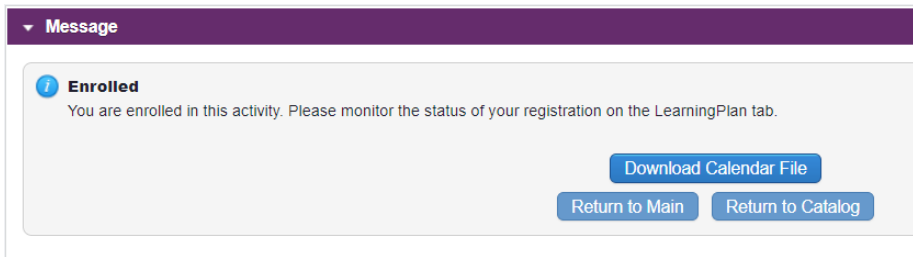 Message
Enrolled
You are enrolled in this activity. Please monitor the status of your registration on the LearningPlan tab.
Download Calendar File
Return to Main Return to Catalog